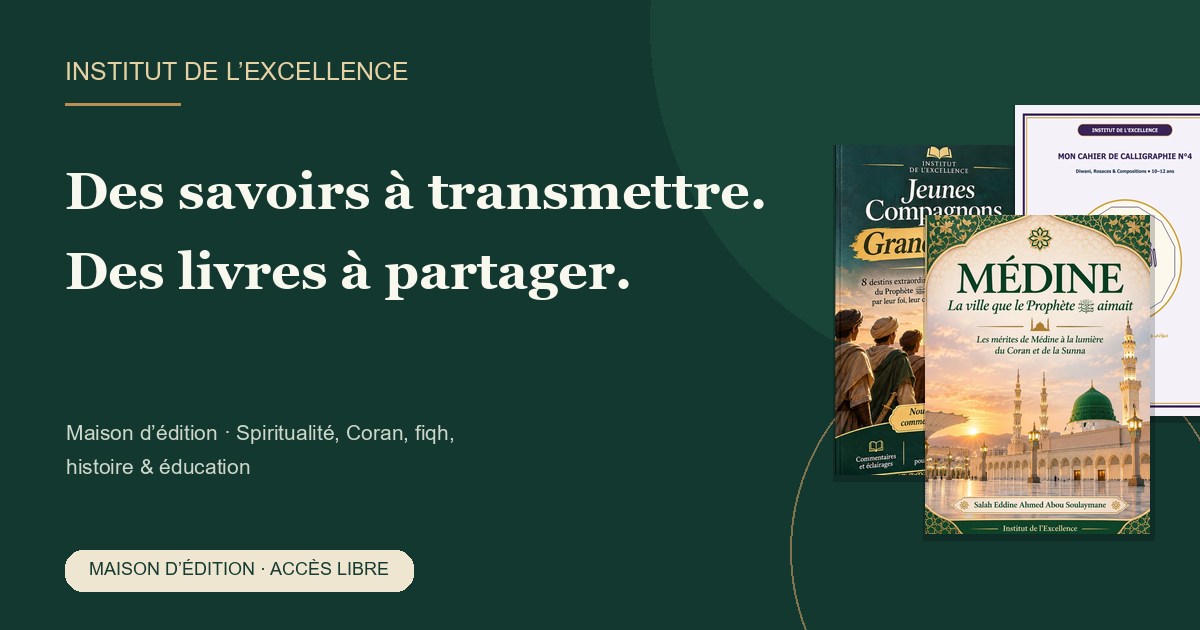 INSTITUT DE L’EXCELLENCE
Des savoirs à transmettre.
Des livres à partager.
Maison d’édition · Spiritualité, Coran, fiqh,
histoire & éducation
MAISON D’ÉDITION · ACCÈS LIBRE
INSTITUT
DE L’EXCELLENCE
Jeunes
Compagnons
8 destins
du Prophète ﷺ
par leur foi, leur
Commentaires
et éclairages
INSTITUT DE L’EXCELLENCE
MON CAHIER DE CALLIGRAPHIE N°4
Diwani, Rosaces & Compositions • 10–12 ans
MÉDINE
La ville que le Prophète ﷺ aimait
Les mérites de Médine à la lumière
du Coran et de la Sunna
Salah Eddine Ahmed Abou Soulaymane
Institut de l’Excellence